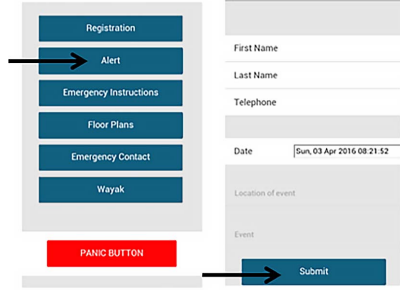 Registration
Alert
Emergency Instructions
Floor Plans
Emergency Contact
Wayak
PANIC BUTTON
First Name
Last Name
Telephone
Date Sun, 03 Apr 2016 08:21:52
Location of event
Event
Submit